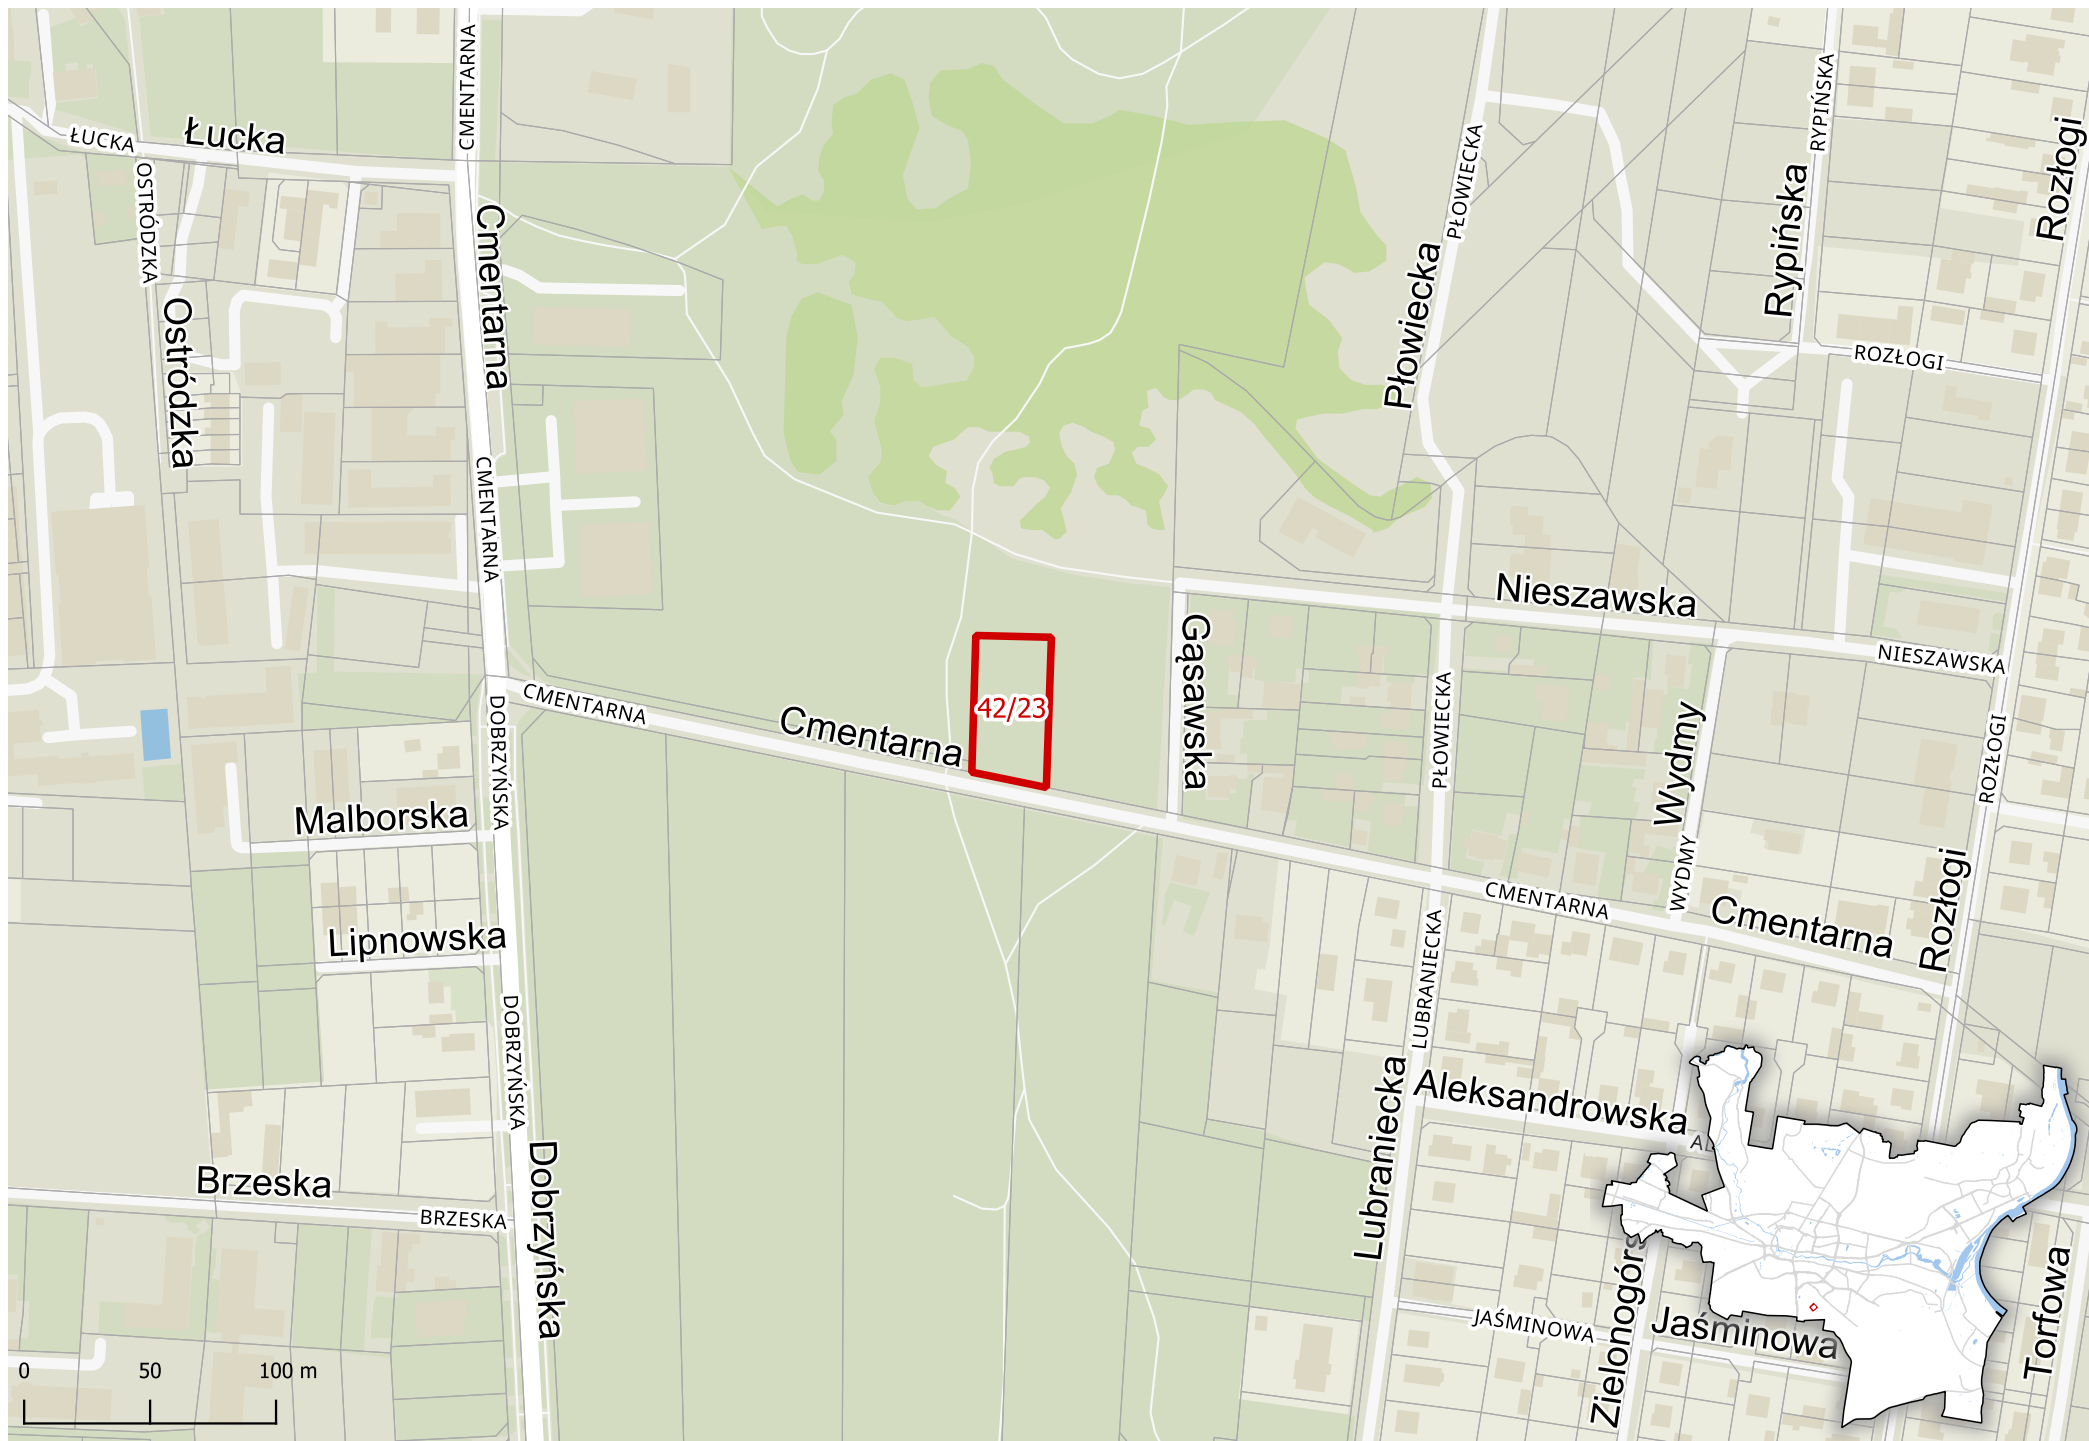 CMENTARNA
ŁUCKA
Łucka
OSTRÓDZKA
Cmentarna
Ostródzka
CMENTARNA
PŁOWIECKA
Płowiecka
RYPIŃSKA
Rypińska
Rozłogi
ROZŁOGI
Nieszawska
NIESZAWSKA
Gąsawska
42/23
CMENTARNA
Cmentarna
DOBRZYŃSKA
PŁOWIECKA
Wydmy
WYDMY
ROZŁOGI
Rozłogi
Malborska
Lipnowska
CMENTARNA
Cmentarna
LUBRANIECKA
DOBRZYŃSKA
Lubraniecka
Aleksandrowska
Brzeska
BRZESKA
Dobrzyńska
JAŚMINOWA
Jaśminowa
Zielonogórs
Torfowa
0 50 100 m